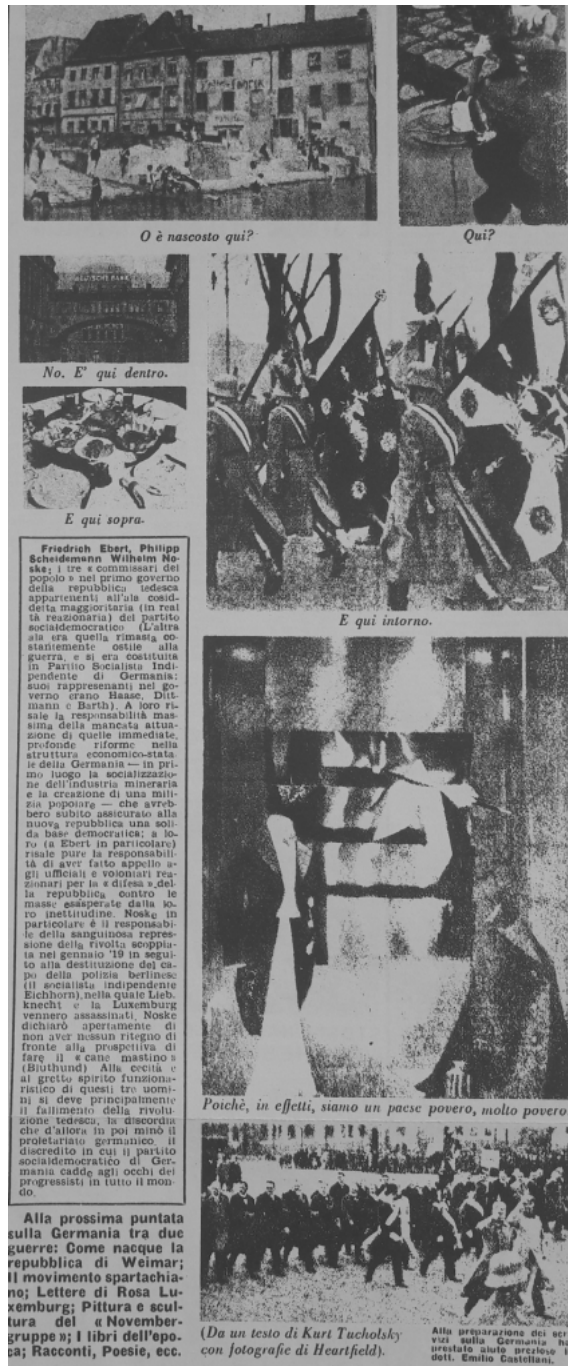 O è nascosto qui?
Qui?
DEUTSCHE BANK
No. E' qui dentro.
E qui sopra.
E qui intorno.
Friedrich Ebert, Philipp
Scheidemann Wilhelm No-
ske; i tre « commissari del
popolo » nel primo governo
della repubblica tedesca
appartenenti all'ala cosid-
detta maggioritaria (in real
tà reazionaria) del partito
socialdemocratico (L'altra
ala era quella rimasta co-
stantemente ostile alla
guerra, e si era costituita
in Partito Socialista Indi-
pendente di Germania:
suoi rappresenanti nel go-
verno erano Haase, Ditt-
mann e Barth). A loro ri-
sale la responsabilità mas-
sima della mancata attua-
zione di quelle immediate,
profonde riforme nella
struttura economico-stata-
le della Germania — in pri-
mo luogo la socializzazio-
ne dell'industria mineraria
e la creazione di una mili-
zia popolare — che avreb-
bero subito assicurato alla
nuova repubblica una soli-
da base democratica; a lo-
ro (a Ebert in particolare)
risale pure la responsabili-
tà di aver fatto appello a-
gli ufficiali e volontari rea-
zionari per la « difesa » del-
la repubblica contro le
masse esasperate dalla lo-
ro inettitudine. Noske in
particolare è il responsabi-
le della sanguinosa repres-
sione della rivolta scoppia-
ta nel gennaio '19 in segui-
to alla destituzione del ca-
po della polizia berlinese
(il socialista indipendente
Eichhorn), nella quale Lieb-
knecht e la Luxemburg
vennero assassinati. Noske
dichiarò apertamente di
non aver nessun ritegno di
fronte alla prospettiva di
fare il « cane mastino »
(Bluthund) Alla cecità e
al gretto spirito funziona-
ristico di questi tre uomi-
ni si deve principalmente
il fallimento della rivolu-
zione tedesca, la discordia
che d'allora in poi minò il
proletariato germanico, il
discredito in cui il partito
socialdemocratico di Ger-
mania cadde agli occhi dei
progressisti in tutto il mon-
do.
Poichè, in effetti, siamo un paese povero, molto povero
Alla prossima puntata
sulla Germania tra due
guerre: Come nacque la
repubblica di Weimar;
Il movimento spartachia-
no; Lettere di Rosa Lu-
xemburg; Pittura e scul-
tura del «November-
gruppe»; I libri dell'epo-
ca; Racconti, Poesie, ecc.
(Da un testo di Kurt Tucholsky
con fotografie di Heartfield).
Alla preparazione dei ser
vizi sulla Germania ha
prestato aiuto prezioso il
dott. Emilio Castellani.